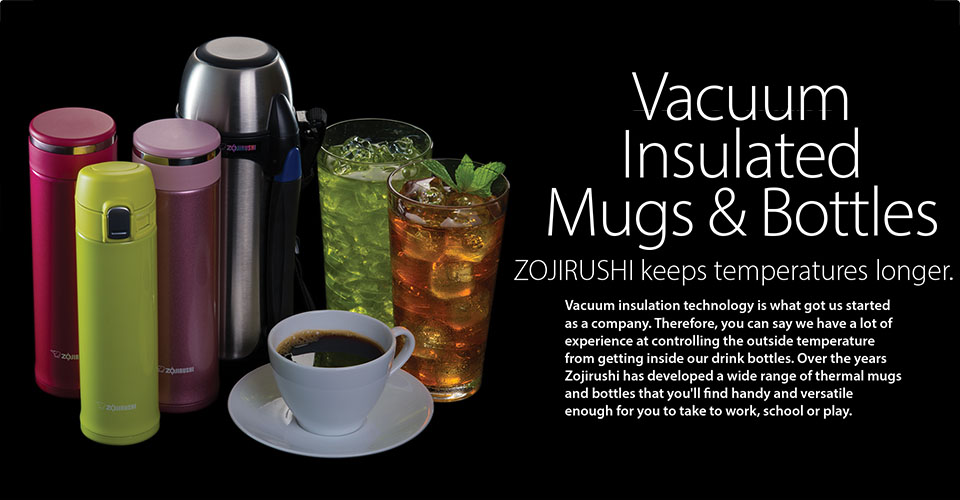 ZOJIRUSHI
ZOJIRUSHI
ZOJIRUSHI
ZOJIRUSHI
Vacuum
Insulated
Mugs & Bottles
ZOJIRUSHI keeps temperatures longer.
Vacuum insulation technology is what got us started
as a company. Therefore, you can say we have a lot of
experience at controlling the outside temperature
from getting inside our drink bottles. Over the years
Zojirushi has developed a wide range of thermal mugs
and bottles that you'll find handy and versatile
enough for you to take to work, school or play.